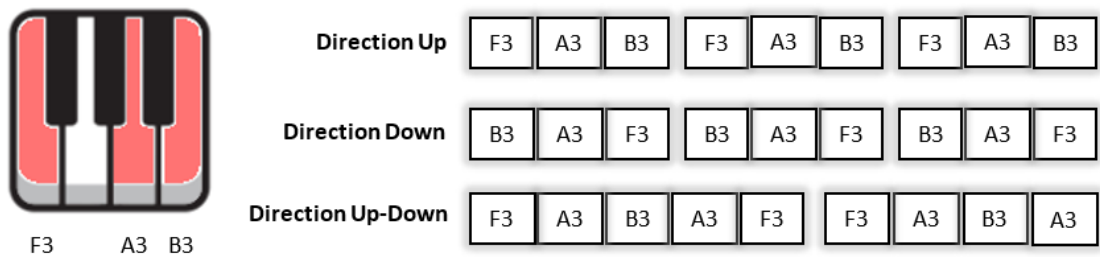 Direction Up F3 A3 B3 F3 A3 B3 F3 A3 B3
Direction Down B3 A3 F3 B3 A3 F3 B3 A3 F3
Direction Up-Down F3 A3 B3 A3 F3 F3 A3 B3 A3
F3 A3 B3